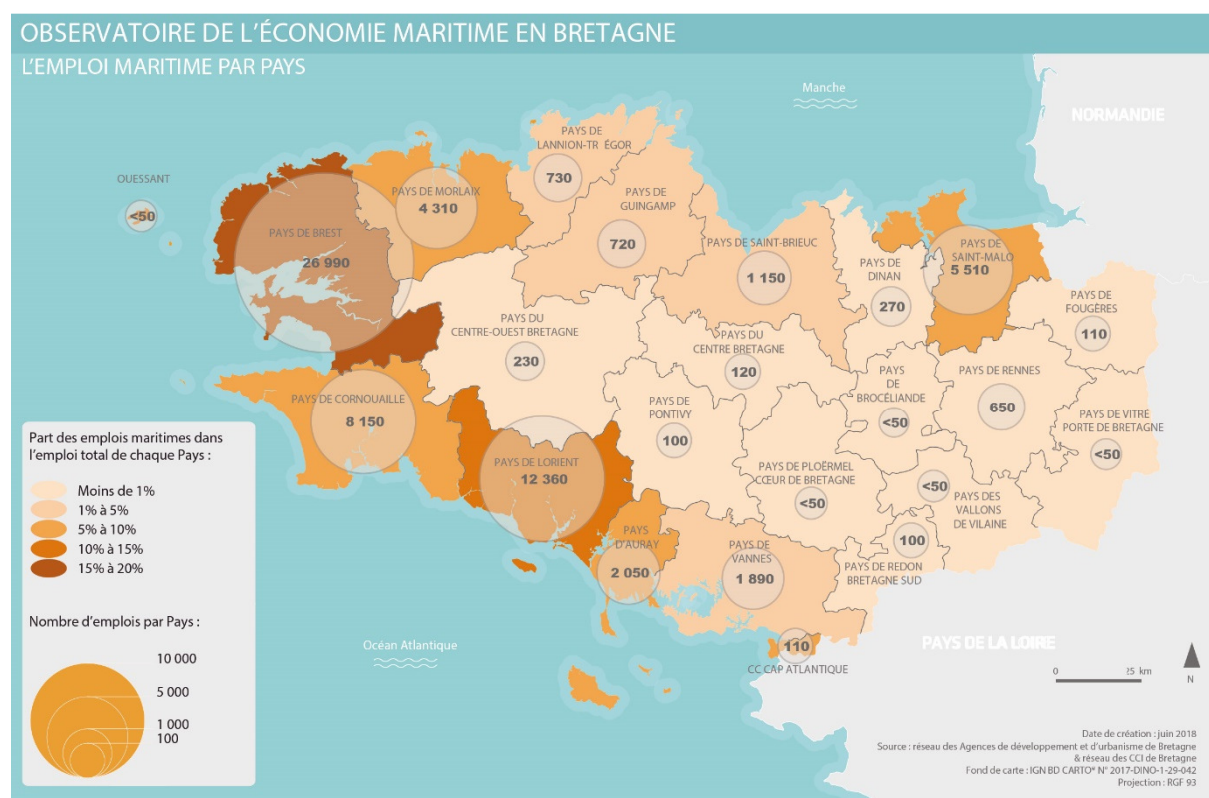 OBSERVATOIRE DE L'ÉCONOMIE MARITIME EN BRETAGNE
L'EMPLOI MARITIME PAR PAYS
Manche
NORMANDIE
OUESSANT
<50
PAYS DE BREST
26 990
PAYS DE MORLAIX
4 310
PAYS DE
LANNION-TR ÉGOR
730
PAYS DE
GUINGAMP
720
PAYS DE SAINT-BRIEUC
1 150
PAYS DE
DINAN
270
PAYS DE
SAINT-MALO
5 510
PAYS DE
FOUGÈRES
110
PAYS DU
CENTRE-OUEST BRETAGNE
230
PAYS DU
CENTRE BRETAGNE
120
PAYS
DE
BROCÉLIANDE
<50
PAYS DE RENNES
650
PAYS DE VITRE
PORTE DE BRETAGNE
<50
PAYS DE CORNOUAILLE
8 150
PAYS DE LORIENT
12 360
PAYS DE
PONTIVY
100
PAYS DE PLOËRMEL
CŒUR DE BRETAGNE
<50
<50
PAYS DES
VALLONS
DE VILAINE
PAYS
D'AURAY
2 050
PAYS DE
VANNES
1 890
100
PAYS DE REDON
BRETAGNE SUD
110
CC CAP ATLANTIQUE
PAYS DE LA LOIRE
Océan Atlantique
Part des emplois maritimes dans
l'emploi total de chaque Pays :
Moins de 1%
1% à 5%
5% à 10%
10% à 15%
15% à 20%
Nombre d'emplois par Pays :
10 000
5 000
1 000
100
0 25 km
N
Date de création : juin 2018
Source : réseau des Agences de développement et d'urbanisme de Bretagne
& réseau des CCI de Bretagne
Fond de carte : IGN BD CARTO® N° 2017-DINO-1-29-042
Projection : RGF 93